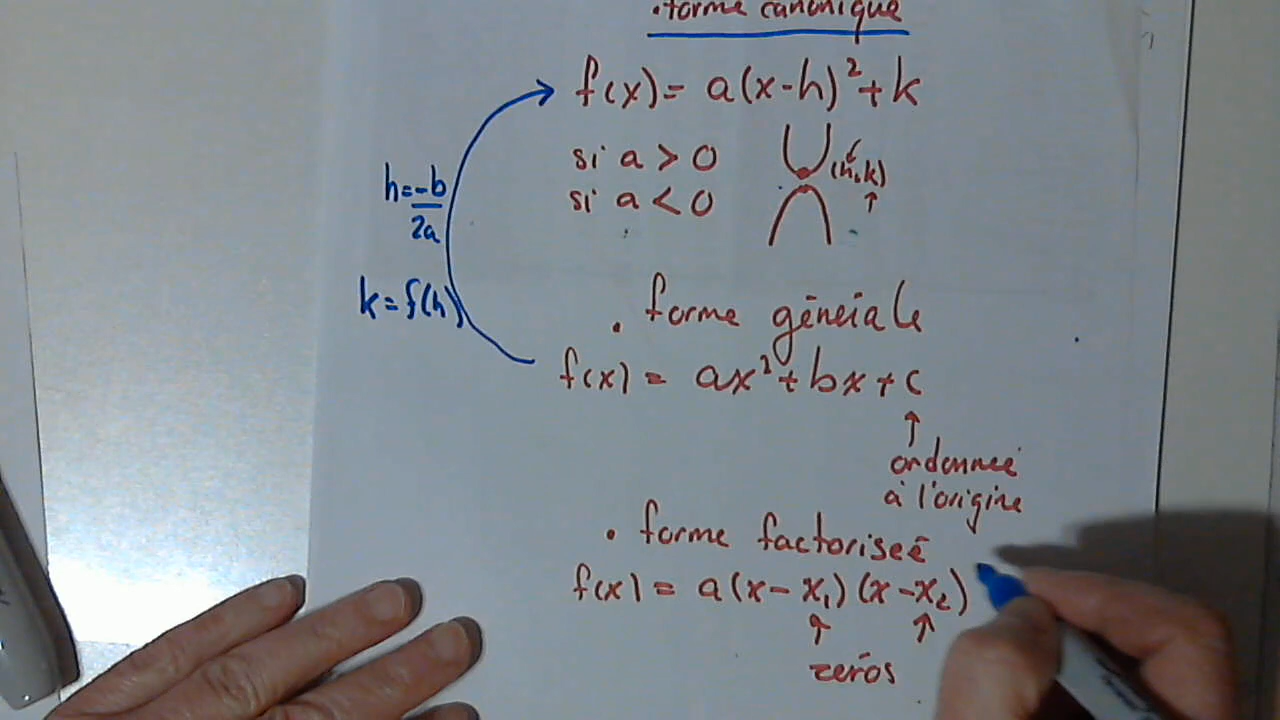 • forme canonique
f(x) = a(x-h)²+k
si a > 0
(h,k)
si a < 0
h = -b
2a
k = f(h)
• forme générale
f(x) = ax²+bx+c
ordonnée
à l'origine
• forme factorisée
f(x) = a(x-x₁)(x-x₂)
zéros